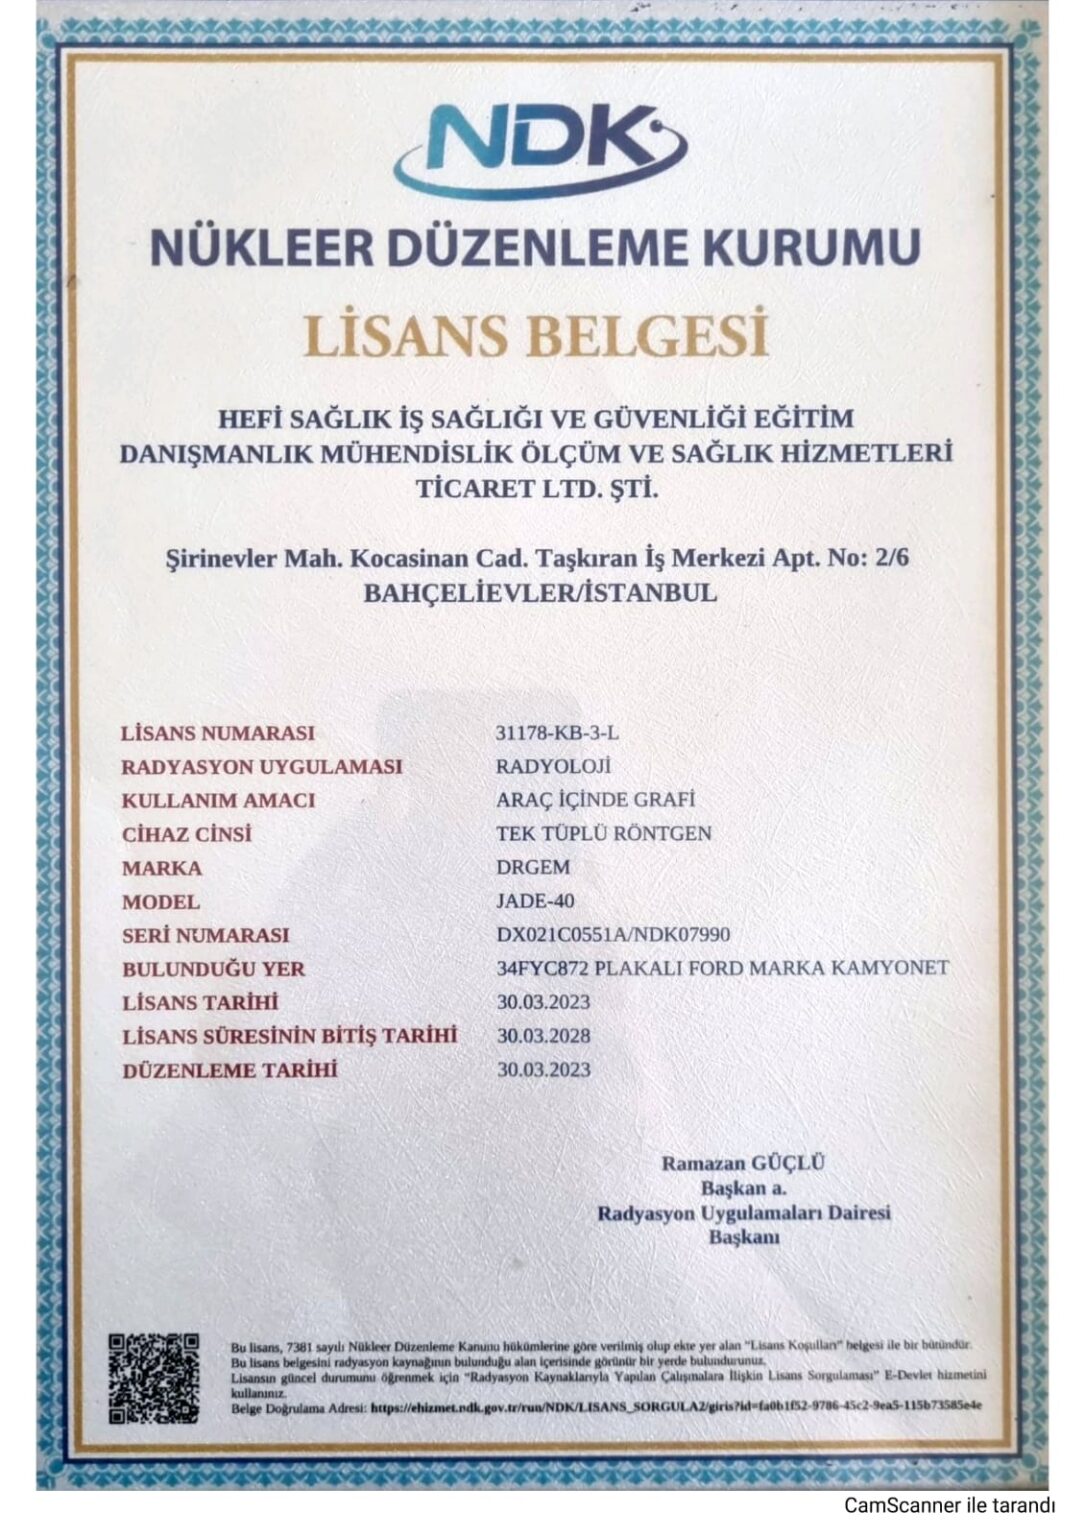 NDK
NÜKLEER DÜZENLEME KURUMU
LİSANS BELGESİ
HEFİ SAĞLIK İŞ SAĞLIĞI VE GÜVENLİĞİ EĞİTİM
DANIŞMANLIK MÜHENDİSLİK ÖLÇÜM VE SAĞLIK HİZMETLERİ
TİCARET LTD. ŞTİ.
Şirinevler Mah. Kocasinan Cad. Taşkıran İş Merkezi Apt. No: 2/6
BAHÇELİEVLER/İSTANBUL
LİSANS NUMARASI 31178-KB-3-L
RADYASYON UYGULAMASI RADYOLOJİ
KULLANIM AMACI ARAÇ İÇİNDE GRAFİ
CİHAZ CİNSİ TEK TÜPLÜ RÖNTGEN
MARKA DRGEM
MODEL JADE-40
SERİ NUMARASI DX021C0551A/NDK07990
BULUNDUĞU YER 34FYC872 PLAKALI FORD MARKA KAMYONET
LİSANS TARİHİ 30.03.2023
LİSANS SÜRESİNİN BİTİŞ TARİHİ 30.03.2028
DÜZENLEME TARİHİ 30.03.2023
Ramazan GÜÇLÜ
Başkan a.
Radyasyon Uygulamaları Dairesi
Başkanı
Bu lisans, 7381 sayılı Nükleer Düzenleme Kanunu hükümlerine göre verilmiş olup ekte yer alan "Lisans Koşulları" belgesi ile bir bütündür.
Bu lisans belgesini radyasyon kaynağının bulunduğu alan içerisinde görünür bir yerde bulundurunuz.
Lisansın güncel durumunu öğrenmek için "Radyasyon Kaynaklarıyla Yapılan Çalışmalara İlişkin Lisans Sorgulaması" E-Devlet hizmetini
kullanınız.
Belge Doğrulama Adresi: https://ehizmet.ndk.gov.tr/run/NDK/LISANS_SORGULA2/giris?id=fa0b1f52-9786-45c2-9ea5-115b73585e4e
CamScanner ile tarandı